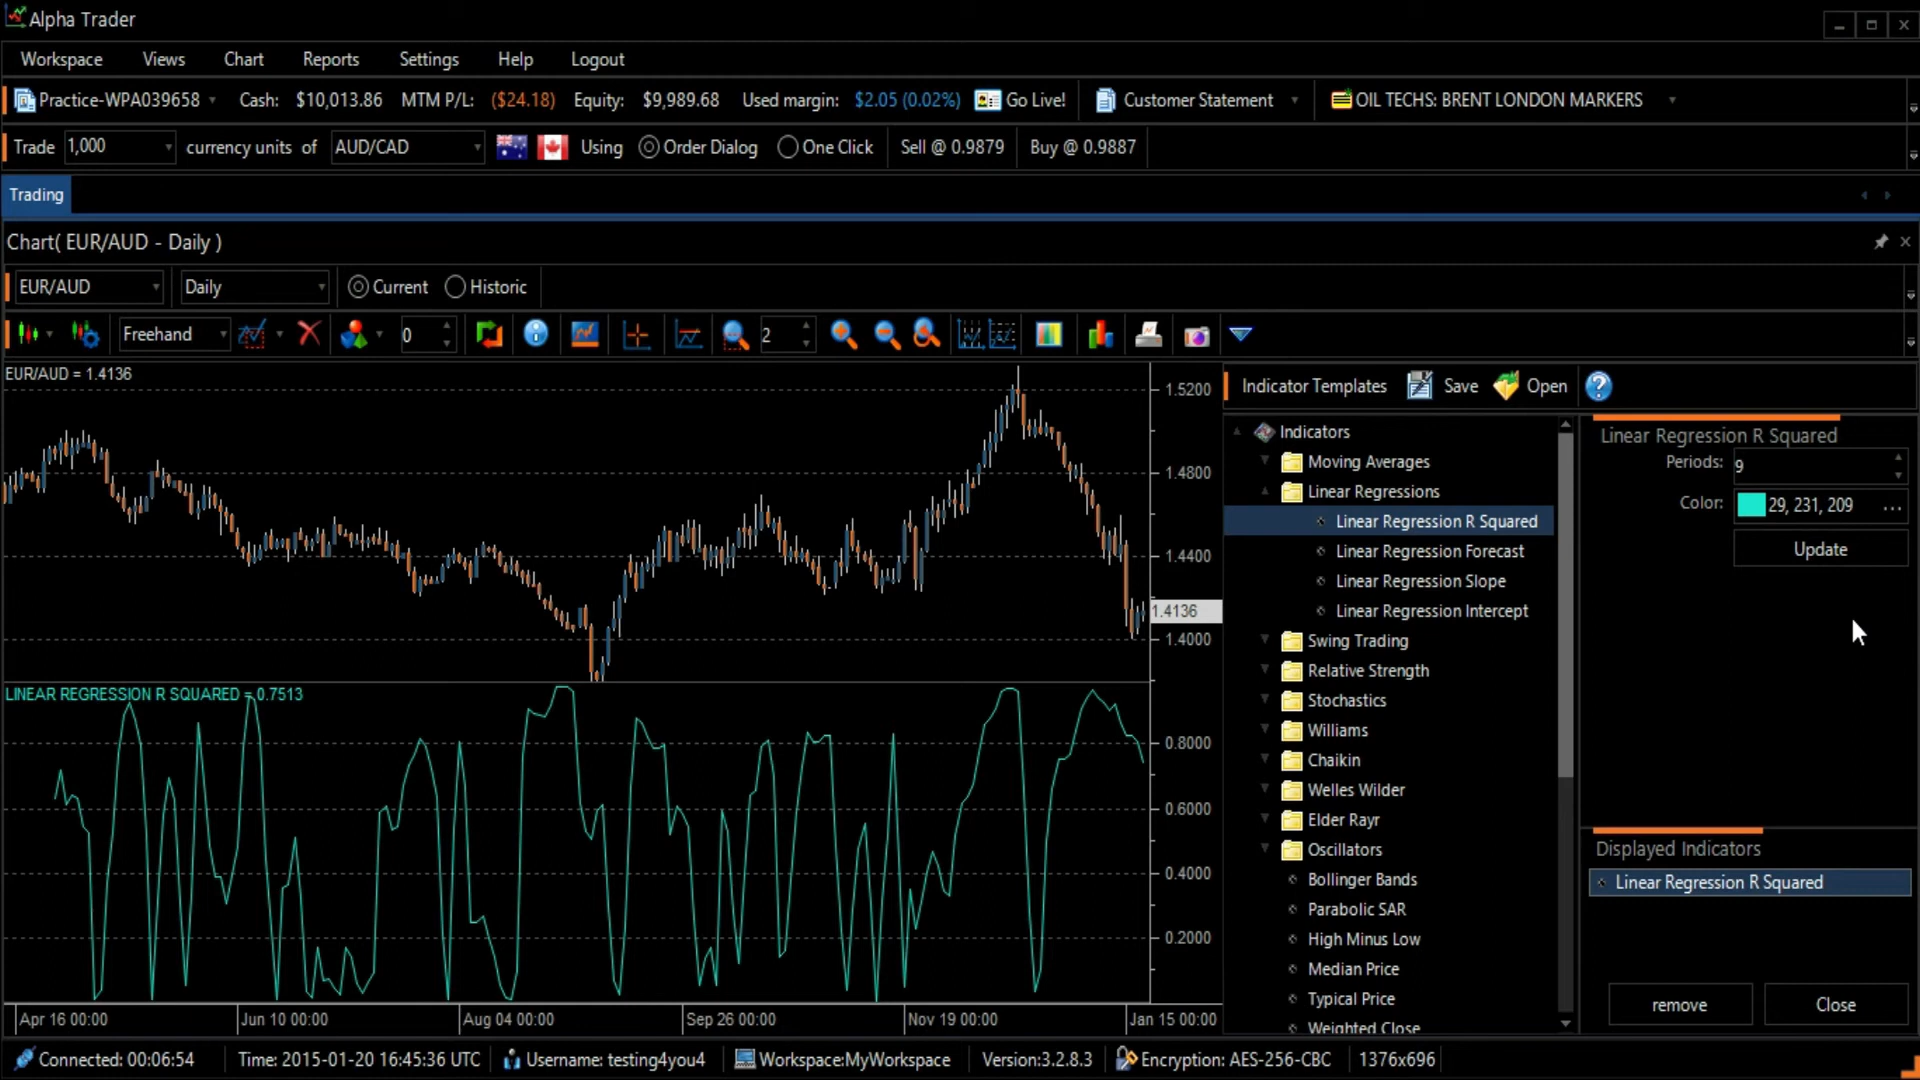 Alpha Trader
Workspace Views Chart Reports Settings Help Logout
Practice-WPA039658 Cash: $10,013.86 MTM P/L: ($24.18) Equity: $9,989.68 Used margin: $2.05 (0.02%) Go Live! Customer Statement OIL TECHS: BRENT LONDON MARKERS
Trade 1,000 currency units of AUD/CAD Using Order Dialog One Click Sell @ 0.9879 Buy @ 0.9887
Trading
Chart( EUR/AUD - Daily )
EUR/AUD Daily Current Historic
Freehand 0 2
EUR/AUD = 1.4136
1.5200
1.4800
1.4400
1.4136
1.4000
LINEAR REGRESSION R SQUARED = 0.7513
0.8000
0.6000
0.4000
0.2000
Apr 16 00:00 Jun 10 00:00 Aug 04 00:00 Sep 26 00:00 Nov 19 00:00 Jan 15 00:00
Indicator Templates Save Open ?
Indicators
Moving Averages
Linear Regressions
Linear Regression R Squared
Linear Regression Forecast
Linear Regression Slope
Linear Regression Intercept
Swing Trading
Relative Strength
Stochastics
Williams
Chaikin
Welles Wilder
Elder Rayr
Oscillators
Bollinger Bands
Parabolic SAR
High Minus Low
Median Price
Typical Price
Weighted Close
Linear Regression R Squared
Periods: 9
Color: 29, 231, 209 ...
Update
Displayed Indicators
Linear Regression R Squared
remove Close
Connected: 00:06:54 Time: 2015-01-20 16:45:36 UTC Username: testing4you4 Workspace:MyWorkspace Version:3.2.8.3 Encryption: AES-256-CBC 1376x696